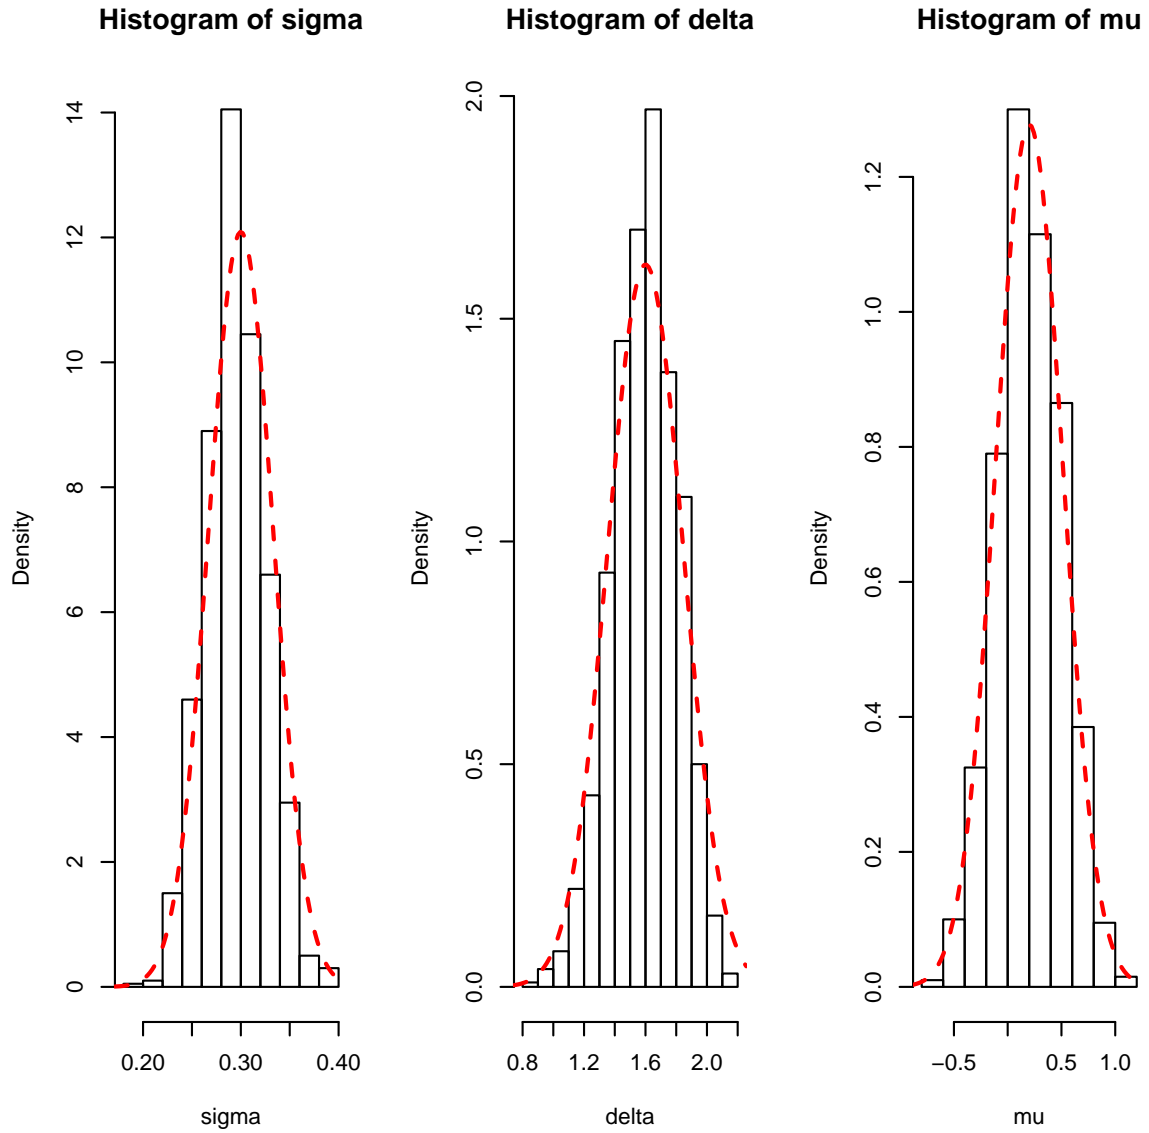 Histogram of sigma
Density
0 2 4 6 8 10 12 14
0.20 0.30 0.40
sigma
Histogram of delta
Density
0.0 0.5 1.0 1.5 2.0
0.8 1.2 1.6 2.0
delta
Histogram of mu
Density
0.0 0.2 0.4 0.6 0.8 1.0 1.2
−0.5 0.5 1.0
mu